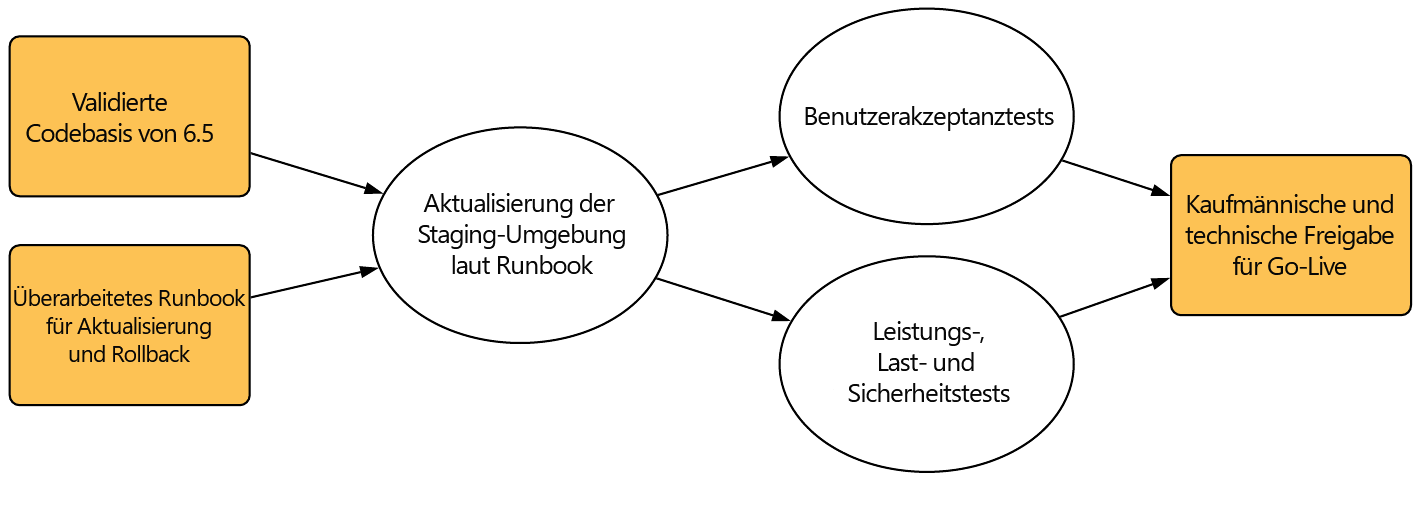 Validierte
Codebasis von 6.5
Überarbeitetes Runbook
für Aktualisierung
und Rollback
Aktualisierung der
Staging-Umgebung
laut Runbook
Benutzerakzeptanztests
Leistungs-,
Last- und
Sicherheitstests
Kaufmännische und
technische Freigabe
für Go-Live